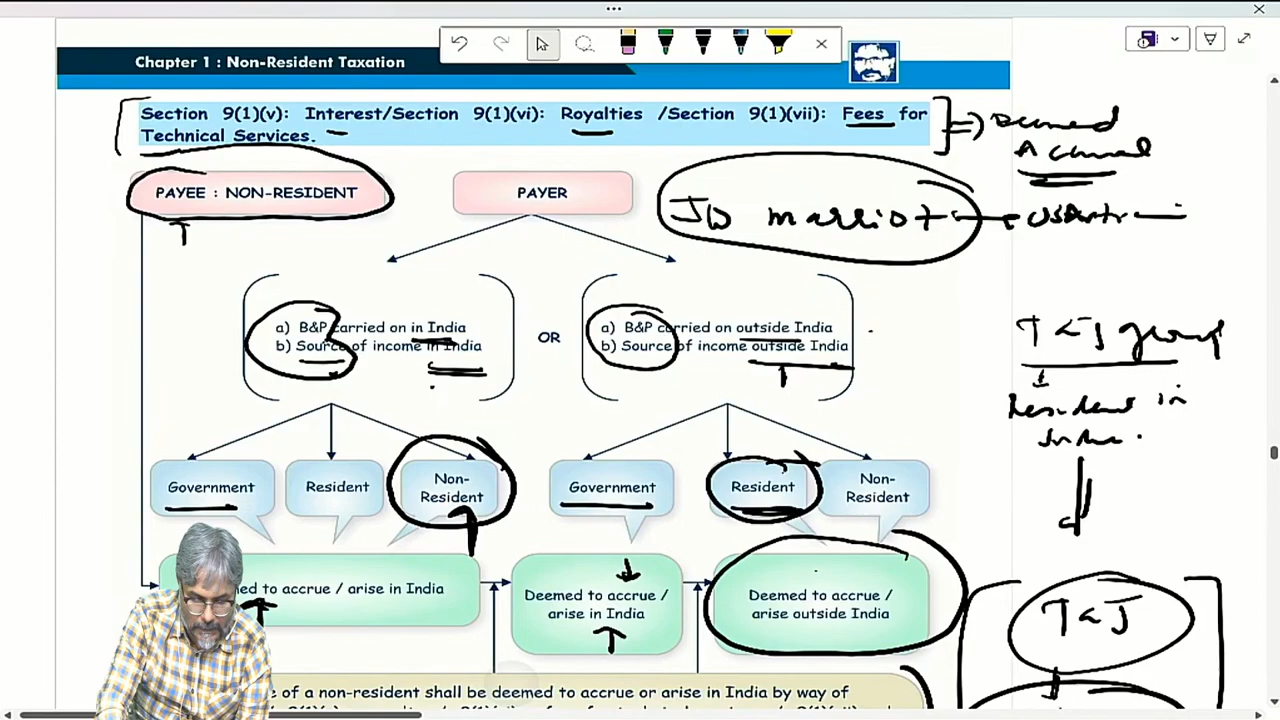 Chapter 1 : Non-Resident Taxation
Section 9(1)(v): Interest/Section 9(1)(vi): Royalties /Section 9(1)(vii): Fees for
Technical Services.
Deemed
Accrual
PAYEE : NON-RESIDENT
PAYER
JW marriot
a) B&P carried on in India
b) Source of income in India
OR
a) B&P carried on outside India
b) Source of income outside India
group
Resident in
India.
Government
Resident
Non-
Resident
Government
Resident
Non-
Resident
ed to accrue / arise in India
Deemed to accrue /
arise in India
Deemed to accrue /
arise outside India
e of a non-resident shall be deemed to accrue or arise in India by way of